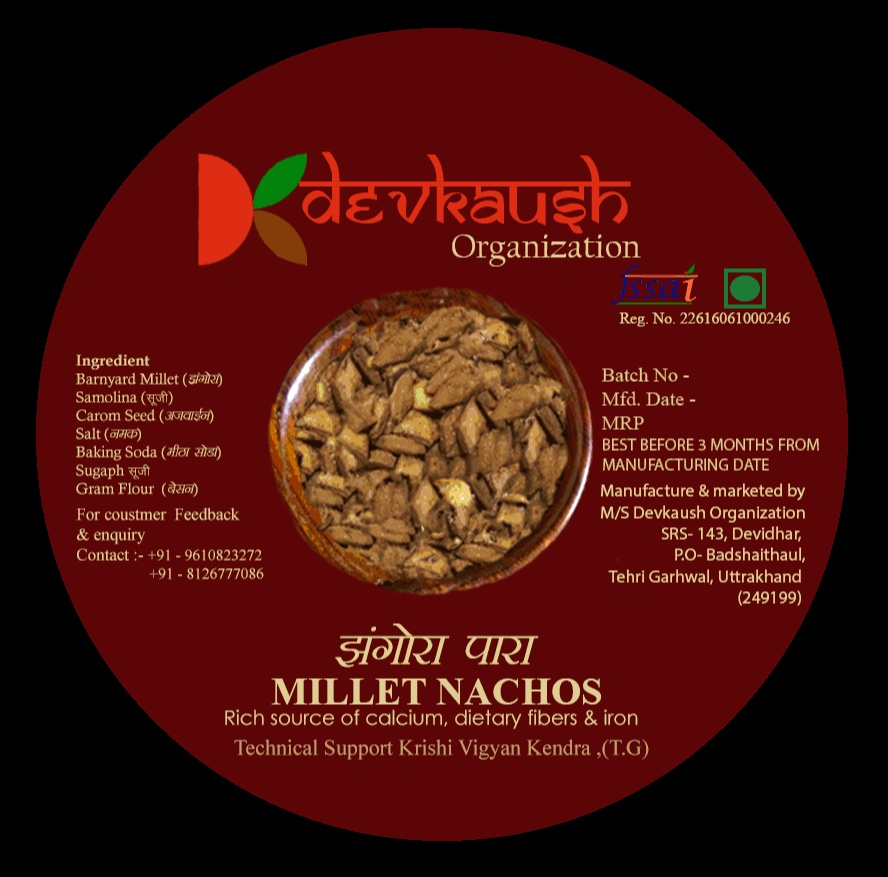 devkaush
Organization
fssai
Reg. No. 22616061000246
Ingredient
Barnyard Millet (झंगोरा)
Samolina (सूजी)
Carom Seed (अजवाईन)
Salt (नमक)
Baking Soda (मीठा सोडा)
Sugaph सूजी
Gram Flour (बेसन)
For coustmer Feedback
& enquiry
Contact :- +91 - 9610823272
+91 - 8126777086
Batch No -
Mfd. Date -
MRP
BEST BEFORE 3 MONTHS FROM
MANUFACTURING DATE
Manufacture & marketed by
M/S Devkaush Organization
SRS- 143, Devidhar,
P.O- Badshaithaul,
Tehri Garhwal, Uttrakhand
(249199)
झंगोरा पारा
MILLET NACHOS
Rich source of calcium, dietary fibers & iron
Technical Support Krishi Vigyan Kendra ,(T.G)